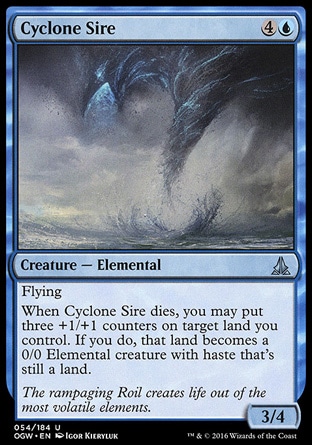 Cyclone Sire 4
Creature — Elemental
Flying
When Cyclone Sire dies, you may put
three +1/+1 counters on target land you
control. If you do, that land becomes a
0/0 Elemental creature with haste that's
still a land.
The rampaging Roil creates life out of the
most volatile elements.
3/4
054/184 U
OGW • EN Igor Kieryluk
™ & © 2016 Wizards of the Coast